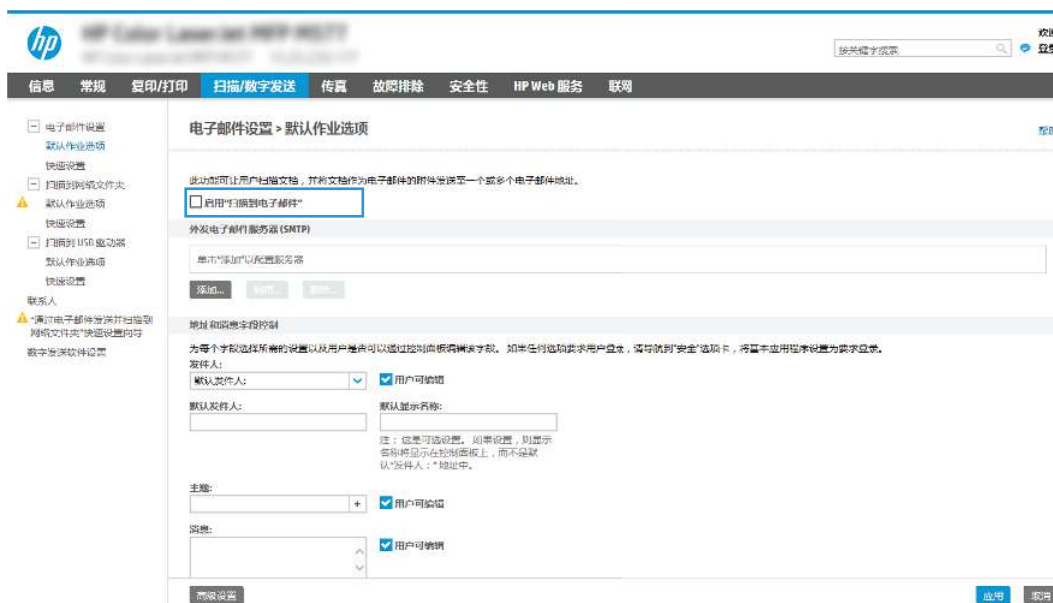 hp
按关键字搜索
信息 常规 复印/打印 扫描/数字发送 传真 故障排除 安全性 HP Web 服务 联网
电子邮件设置
默认作业选项
快速设置
扫描到网络文件夹
默认作业选项
快速设置
扫描到 USB 驱动器
默认作业选项
快速设置
联系人
"通过电子邮件发送并扫描到
网络文件夹"快速设置向导
数字发送软件设置
电子邮件设置 > 默认作业选项
此功能可让用户扫描文档，并将文档作为电子邮件的附件发送至一个或多个电子邮件地址。
启用"扫描到电子邮件"
外发电子邮件服务器 (SMTP)
单击"添加"以配置服务器
添加...
地址和消息字段控制
为每个字段选择所需的设置以及用户是否可以通过控制面板编辑该字段。 如果任何选项要求用户登录，请导航到"安全"选项卡，将基本应用程序设置为要求登录。
发件人:
默认发件人: 用户可编辑
默认发件人: 默认显示名称:
注：这是可选设置。 如果设置，则显示
名称将显示在控制面板上，而不是默
认"发件人："地址中。
主题:
+ 用户可编辑
消息:
用户可编辑
高级设置 应用 取消